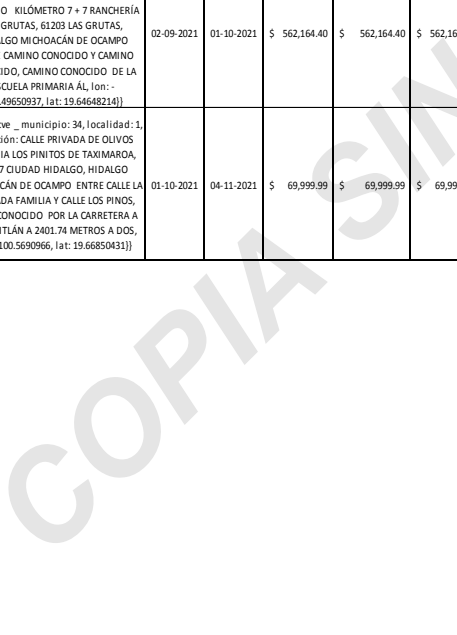 O KILÓMETRO 7 + 7 RANCHERÍA
GRUTAS, 61203 LAS GRUTAS,
LGO MICHOACÁN DE OCAMPO
CAMINO CONOCIDO Y CAMINO
IDO, CAMINO CONOCIDO DE LA
SCUELA PRIMARIA ÁL, lon: -
.49650937, lat: 19.64648214}}
02-09-2021 01-10-2021 $ 562,164.40 $ 562,164.40 $ 562,16
ve _ municipio: 34, localidad: 1,
ción: CALLE PRIVADA DE OLIVOS
IA LOS PINITOS DE TAXIMAROA,
7 CIUDAD HIDALGO, HIDALGO
CÁN DE OCAMPO ENTRE CALLE LA
ADA FAMILIA Y CALLE LOS PINOS,
CONOCIDO POR LA CARRETERA A
ITLÁN A 2401.74 METROS A DOS,
100.5690966, lat: 19.66850431}}
01-10-2021 04-11-2021 $ 69,999.99 $ 69,999.99 $ 69,99
COPIA SIN